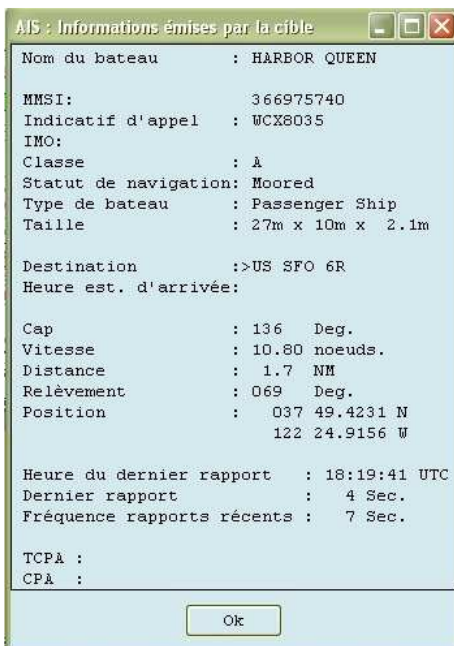 AIS : Informations émises par la cible
Nom du bateau : HARBOR QUEEN
MMSI: 366975740
Indicatif d'appel : WCX8035
IMO:
Classe : A
Statut de navigation: Moored
Type de bateau : Passenger Ship
Taille : 27m x 10m x 2.1m
Destination :>US SFO 6R
Heure est. d'arrivée:
Cap : 136 Deg.
Vitesse : 10.80 noeuds.
Distance : 1.7 NM
Relèvement : 069 Deg.
Position : 037 49.4231 N
122 24.9156 W
Heure du dernier rapport : 18:19:41 UTC
Dernier rapport : 4 Sec.
Fréquence rapports récents : 7 Sec.
TCPA :
CPA :
Ok